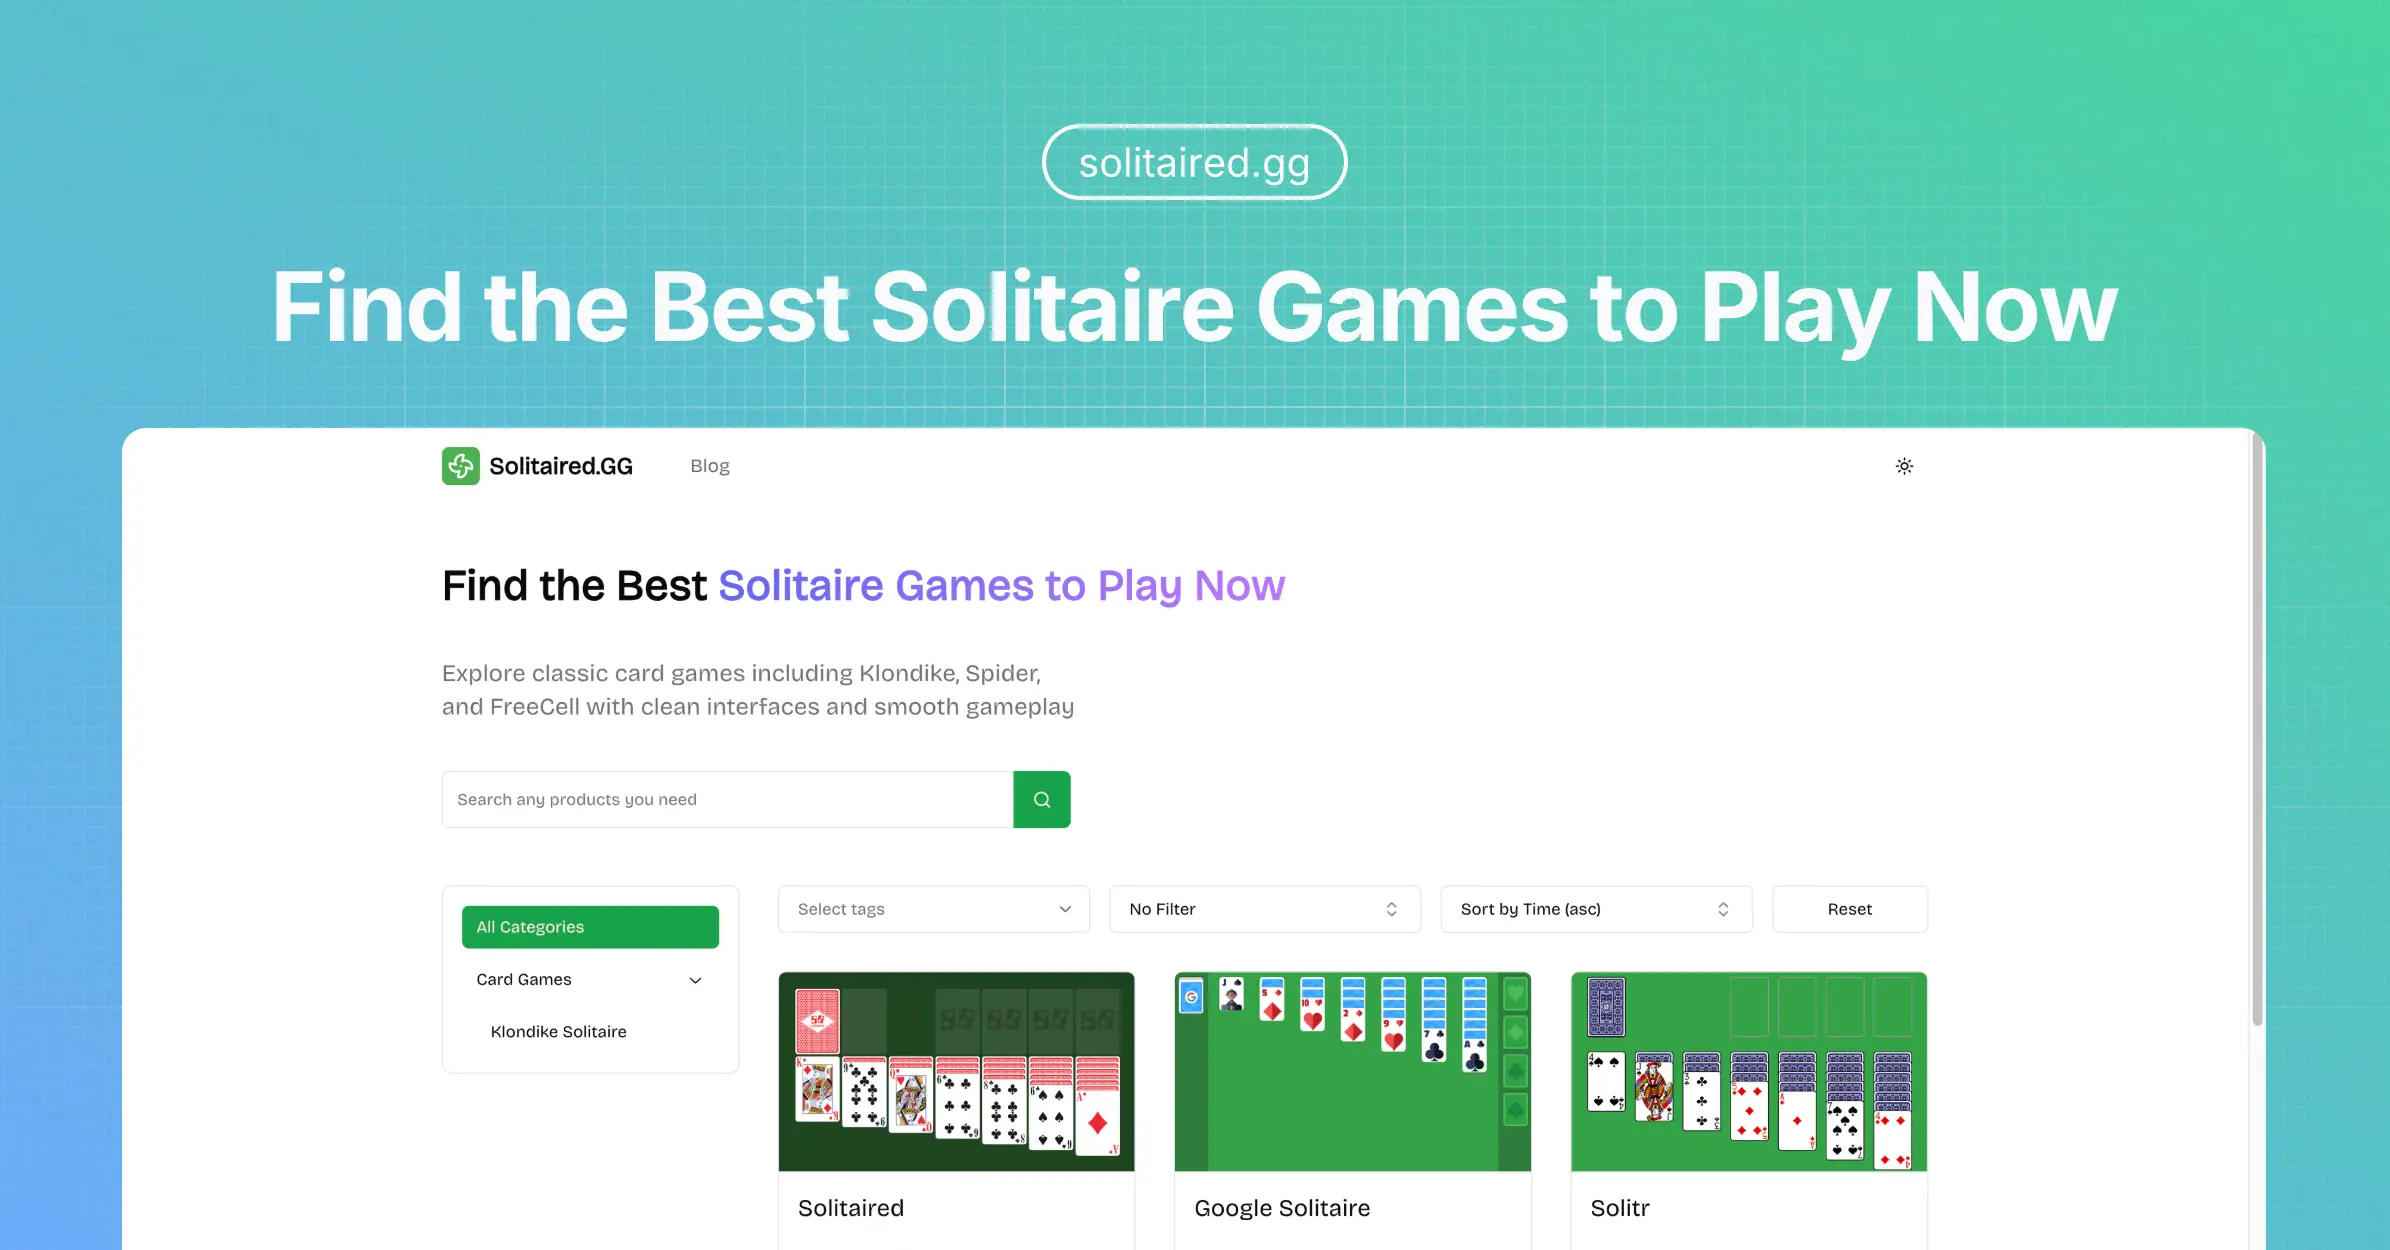 solitaired.gg
Find the Best Solitaire Games to Play Now
Solitaired.GG
Blog
Find the Best Solitaire Games to Play Now
Explore classic card games including Klondike, Spider,
and FreeCell with clean interfaces and smooth gameplay
Search any products you need
All Categories
Card Games
Klondike Solitaire
Select tags
No Filter
Sort by Time (asc)
Reset
Solitaired
Google Solitaire
Solitr